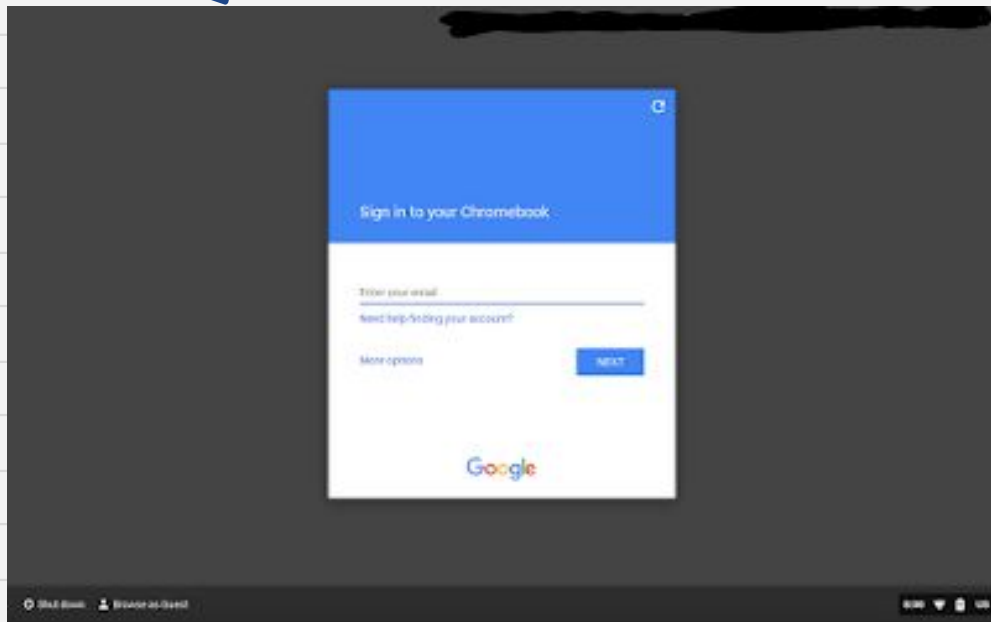 Sign in to your Chromebook
Enter your email
Need help finding your account?
More options
NEXT
Google
Shut down
Browse as Guest
US